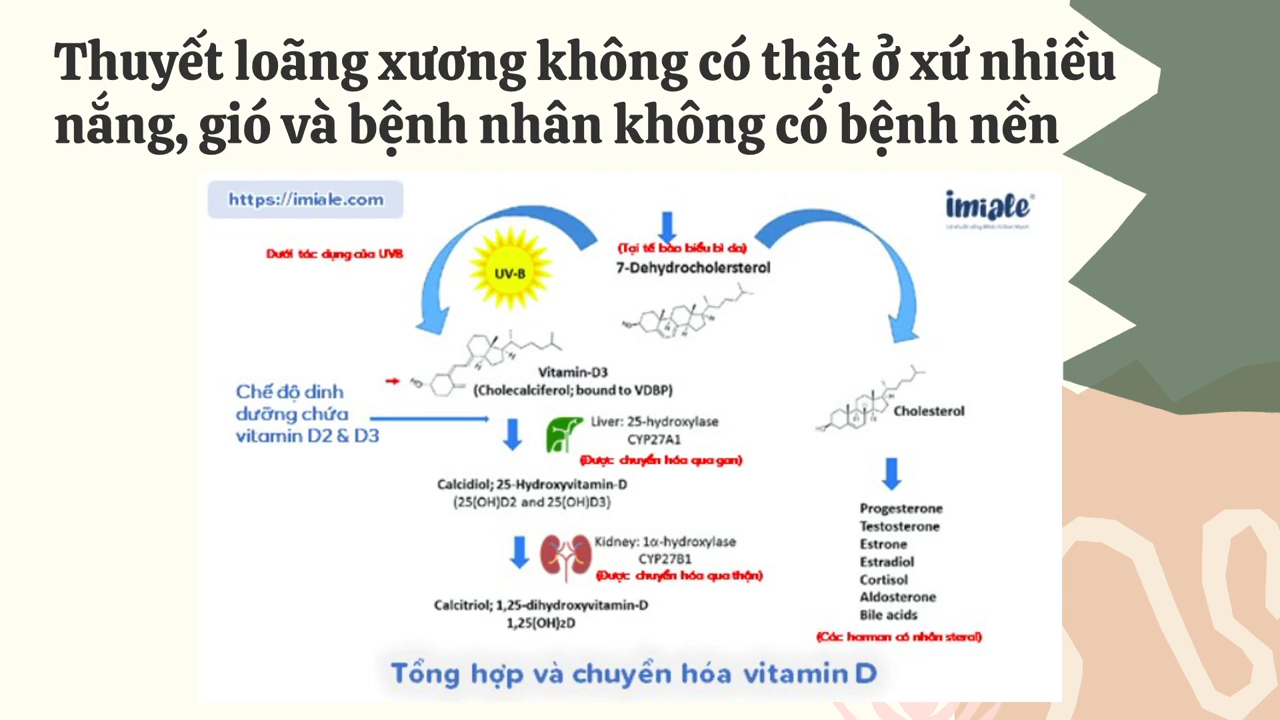 Thuyết loãng xương không có thật ở xứ nhiều
nắng, gió và bệnh nhân không có bệnh nền
https://imiale.com
imiale®
Dưới tác dụng của UVB
UV-B
(Tại tế bào biểu bì da)
7-Dehydrocholersterol
HO
H
H
HO
H
Vitamin-D3
(Cholecalciferol; bound to VDBP)
Chế độ dinh
dưỡng chứa
vitamin D2 & D3
Liver: 25-hydroxylase
CYP27A1
(Được chuyển hóa qua gan)
Cholesterol
Calcidiol; 25-Hydroxyvitamin-D
(25(OH)D2 and 25(OH)D3)
Kidney: 1α-hydroxylase
CYP27B1
(Được chuyển hóa qua thận)
Calcitriol; 1,25-dihydroxyvitamin-D
1,25(OH)₂D
Progesterone
Testosterone
Estrone
Estradiol
Cortisol
Aldosterone
Bile acids
(Các harman có nhân steral)
Tổng hợp và chuyển hóa vitamin D